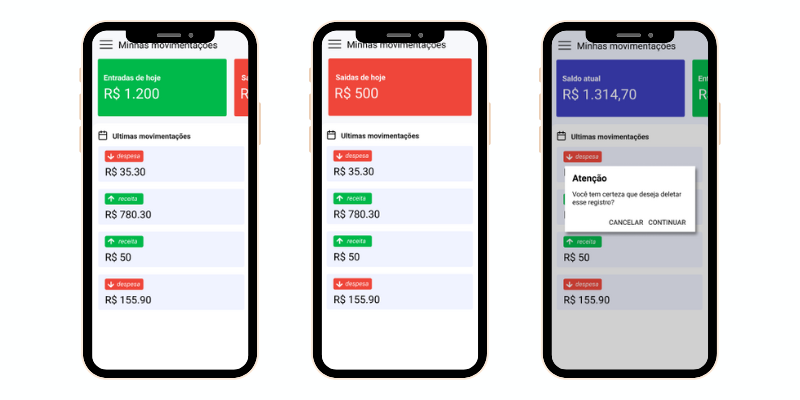 Minhas movimentações
Entradas de hoje
R$ 1.200
Ultimas movimentações
despesa
R$ 35.30
receita
R$ 780.30
receita
R$ 50
despesa
R$ 155.90
Minhas movimentações
Saídas de hoje
R$ 500
Ultimas movimentações
despesa
R$ 35.30
receita
R$ 780.30
receita
R$ 50
despesa
R$ 155.90
Minhas movimentações
Saldo atual
R$ 1.314,70
Ultimas movimentações
despesa
Atenção
Você tem certeza que deseja deletar
esse registro?
CANCELAR CONTINUAR
receita
R$ 50
despesa
R$ 155.90